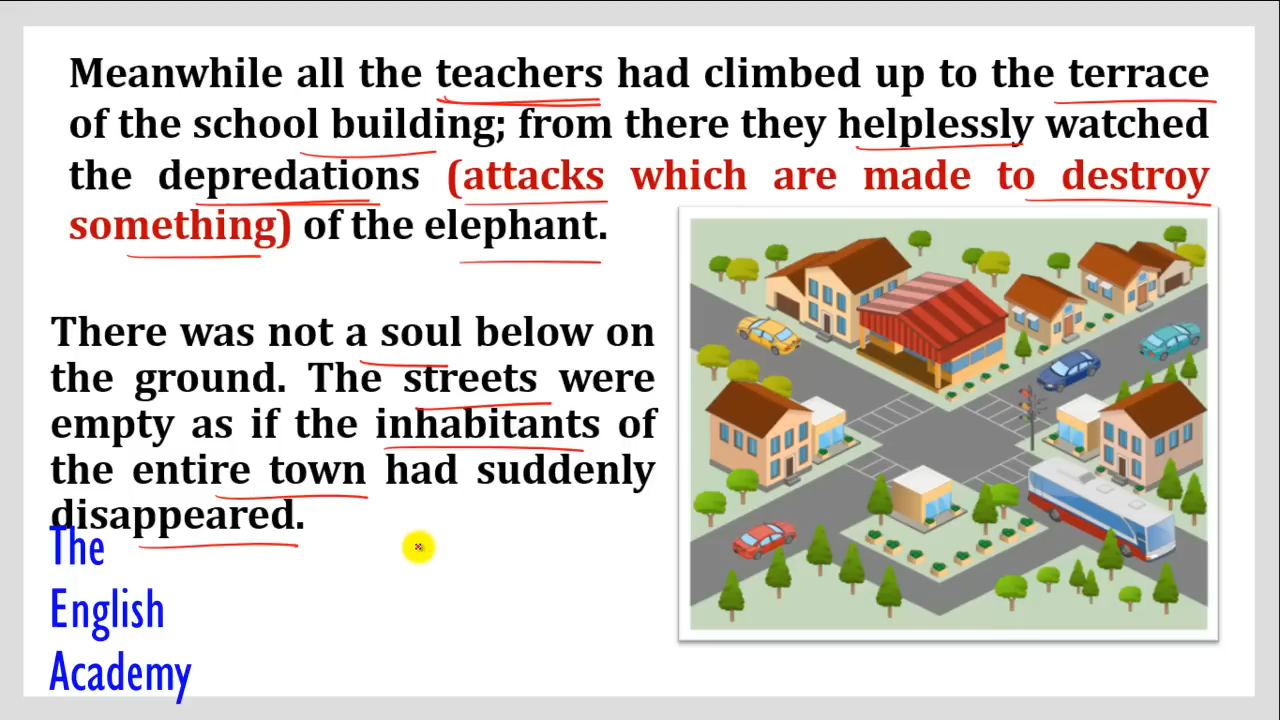 Meanwhile all the teachers had climbed up to the terrace
of the school building; from there they helplessly watched
the depredations (attacks which are made to destroy
something) of the elephant.
There was not a soul below on
the ground. The streets were
empty as if the inhabitants of
the entire town had suddenly
disappeared.
The
English
Academy